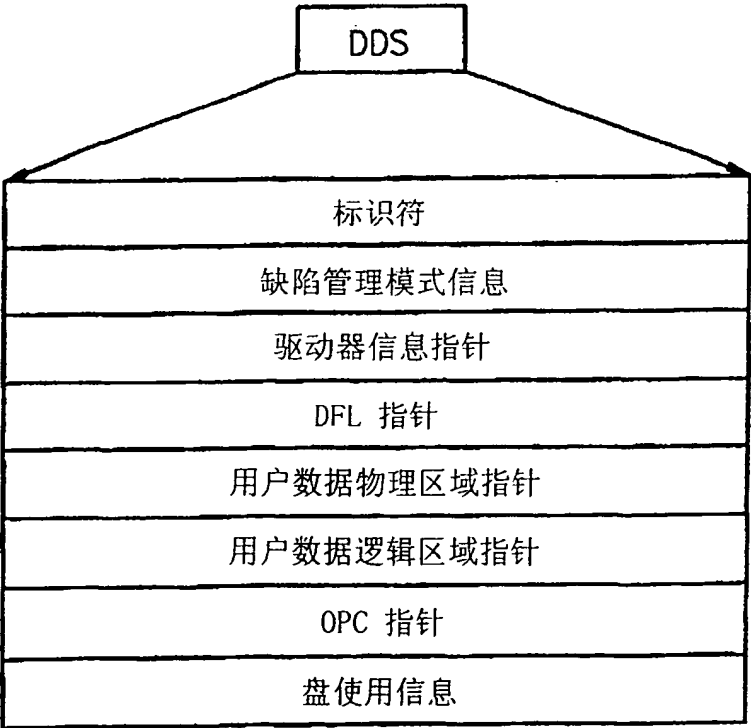 DDS
标识符
缺陷管理模式信息
驱动器信息指针
DFL 指针
用户数据物理区域指针
用户数据逻辑区域指针
OPC 指针
盘使用信息